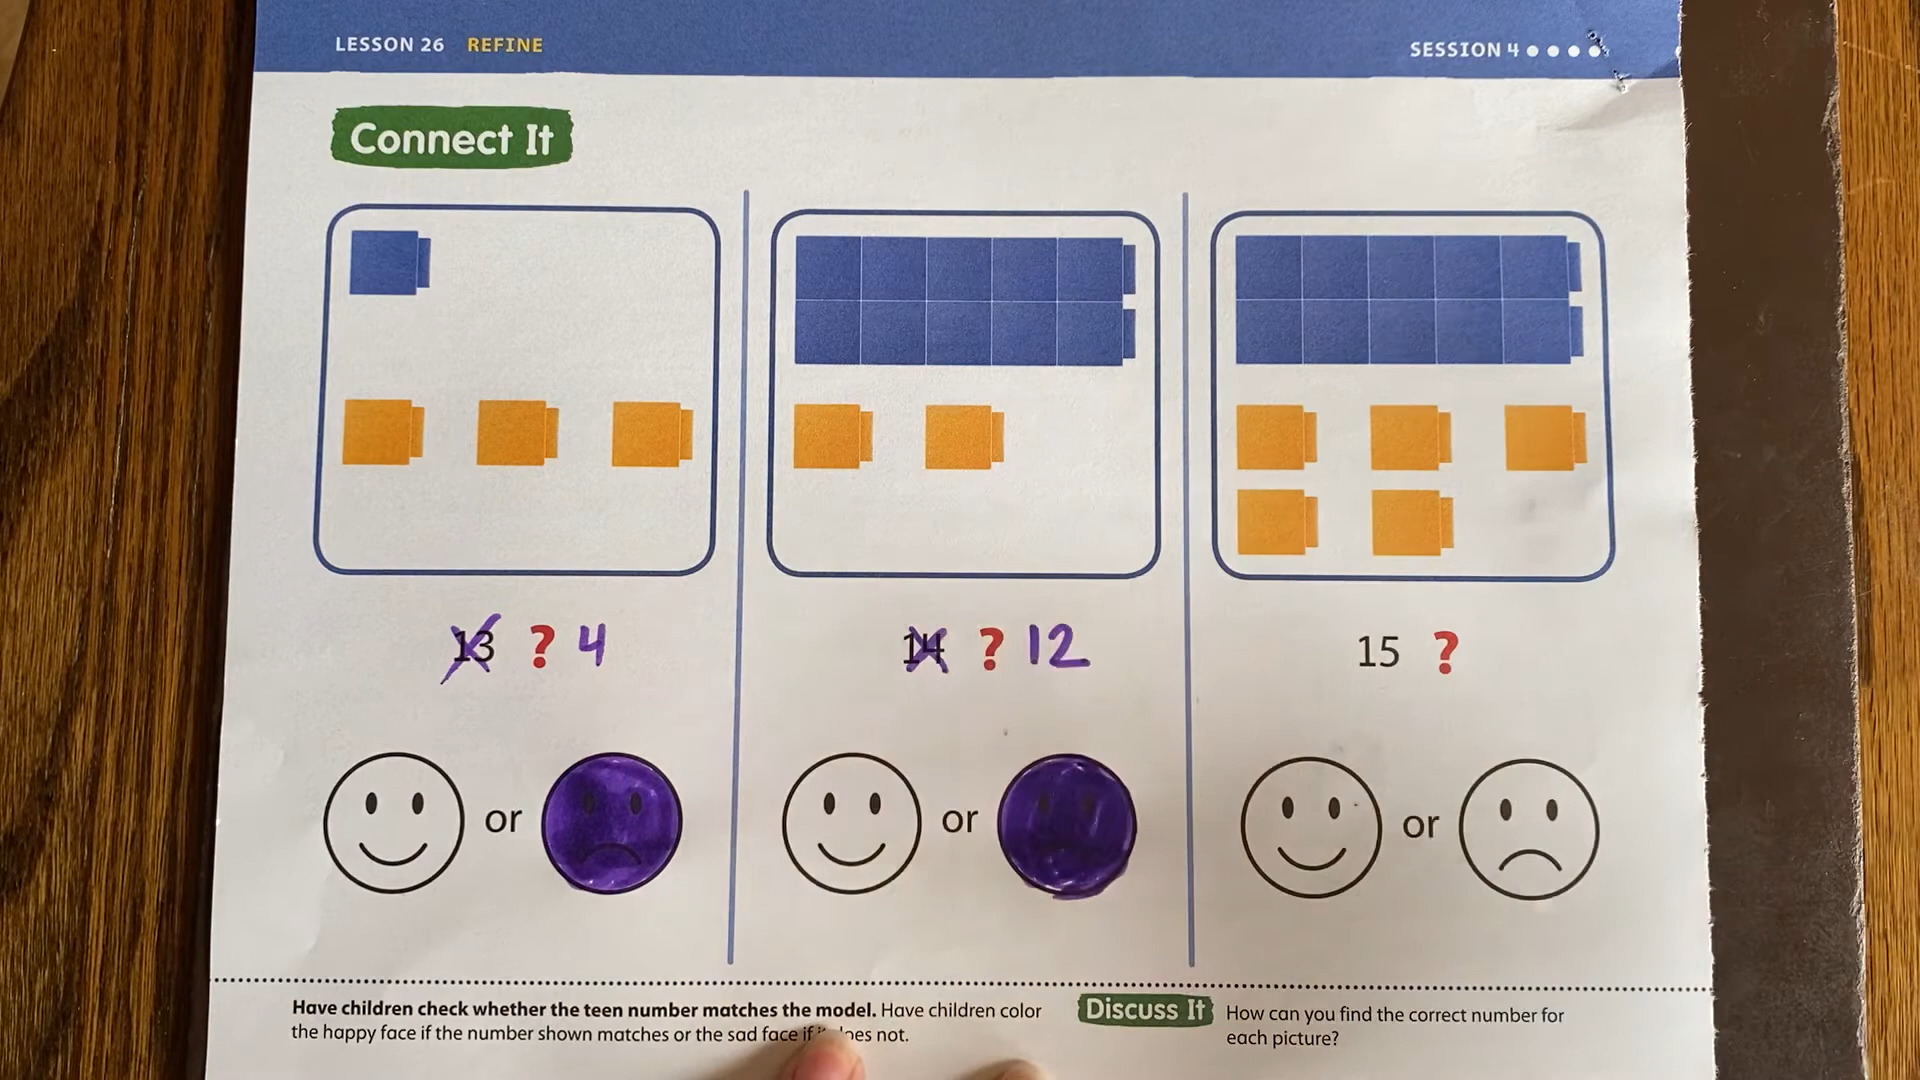 LESSON 26 REFINE
SESSION 4
Connect It
13 ? 4
14 ? 12
15 ?
or
or
or
Have children check whether the teen number matches the model. Have children color
the happy face if the number shown matches or the sad face if not.
Discuss It
How can you find the correct number for
each picture?